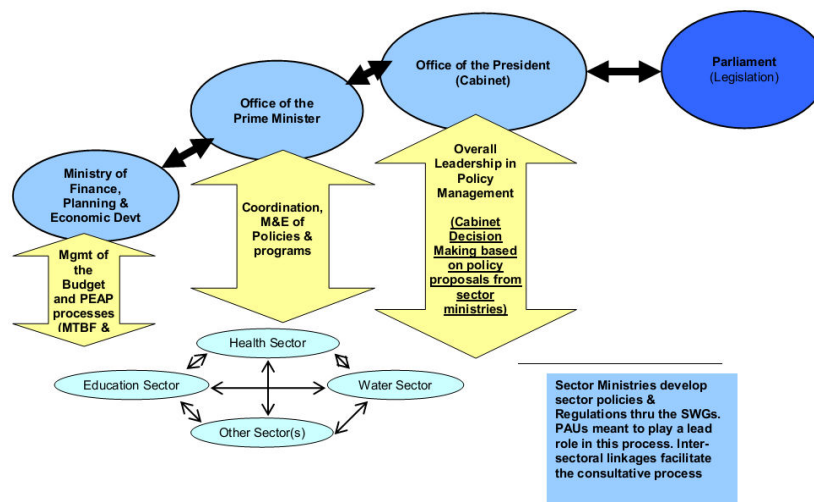 Office of the President
(Cabinet)
Parliament
(Legislation)
Office of the
Prime Minister
Ministry of
Finance,
Planning &
Economic Devt
Overall
Leadership in
Policy
Management
(Cabinet
Decision
Making based
on policy
proposals from
sector
ministries)
Coordination,
M&E of
Policies &
programs
Mgmt of
the
Budget
and PEAP
processes
(MTBF &
Health Sector
Education Sector
Water Sector
Other Sector(s)
Sector Ministries develop
sector policies &
Regulations thru the SWGs.
PAUs meant to play a lead
role in this process. Inter-
sectoral linkages facilitate
the consultative process